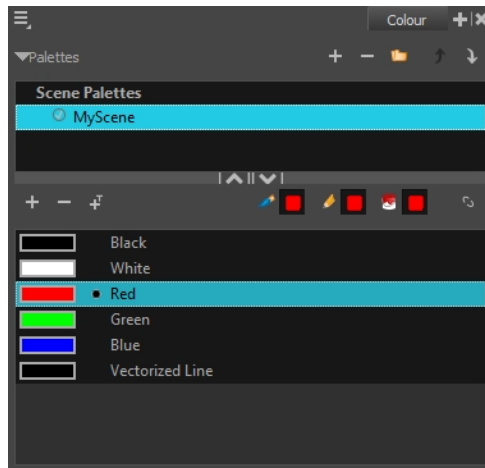 Colour
Palettes
Scene Palettes
MyScene
Black
White
Red
Green
Blue
Vectorized Line